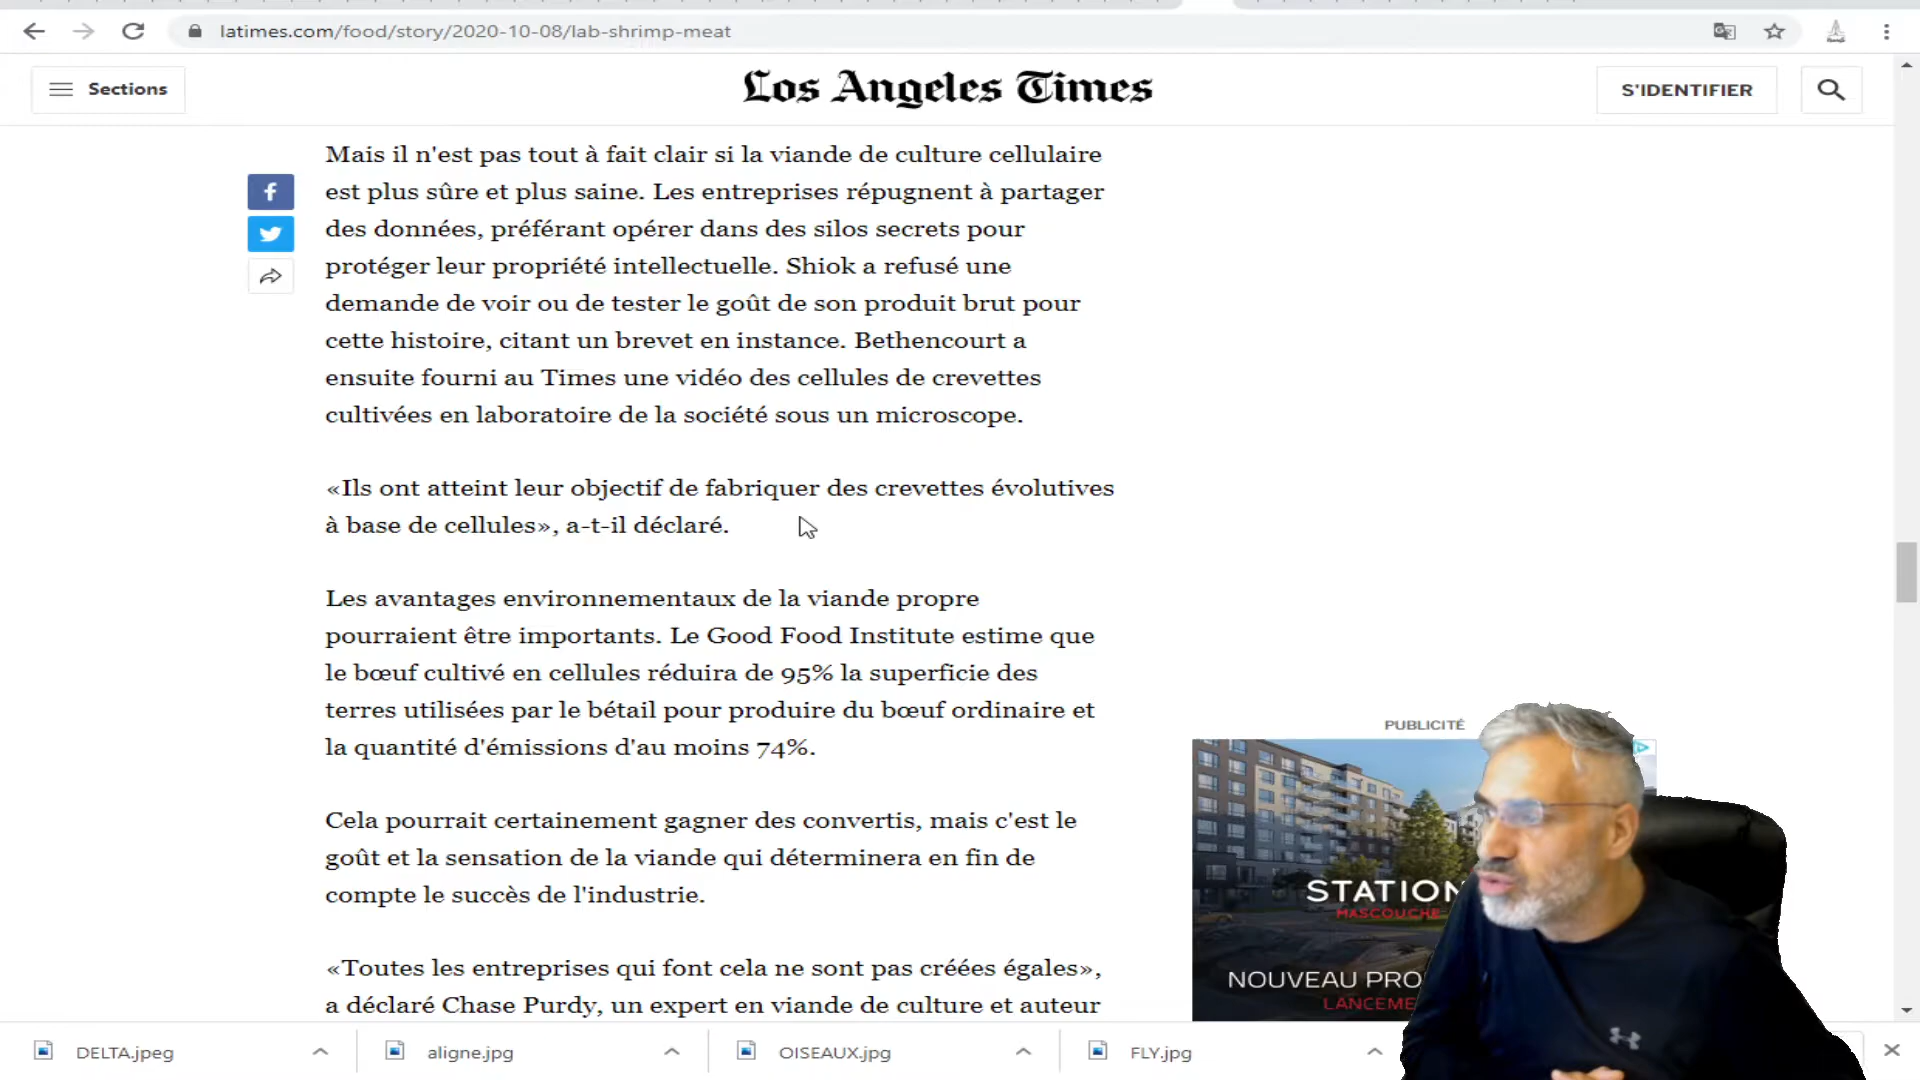 latimes.com/food/story/2020-10-08/lab-shrimp-meat
Sections
Los Angeles Times
S'IDENTIFIER
Mais il n'est pas tout à fait clair si la viande de culture cellulaire
est plus sûre et plus saine. Les entreprises répugnent à partager
des données, préférant opérer dans des silos secrets pour
protéger leur propriété intellectuelle. Shiok a refusé une
demande de voir ou de tester le goût de son produit brut pour
cette histoire, citant un brevet en instance. Bethencourt a
ensuite fourni au Times une vidéo des cellules de crevettes
cultivées en laboratoire de la société sous un microscope.
«Ils ont atteint leur objectif de fabriquer des crevettes évolutives
à base de cellules», a-t-il déclaré.
Les avantages environnementaux de la viande propre
pourraient être importants. Le Good Food Institute estime que
le bœuf cultivé en cellules réduira de 95% la superficie des
terres utilisées par le bétail pour produire du bœuf ordinaire et
la quantité d'émissions d'au moins 74%.
Cela pourrait certainement gagner des convertis, mais c'est le
goût et la sensation de la viande qui déterminera en fin de
compte le succès de l'industrie.
«Toutes les entreprises qui font cela ne sont pas créées égales»,
a déclaré Chase Purdy, un expert en viande de culture et auteur
PUBLICITÉ
STATION
MASCOUCHE
NOUVEAU PRO
LANCEME
DELTA.jpeg
aligne.jpg
OISEAUX.jpg
FLY.jpg